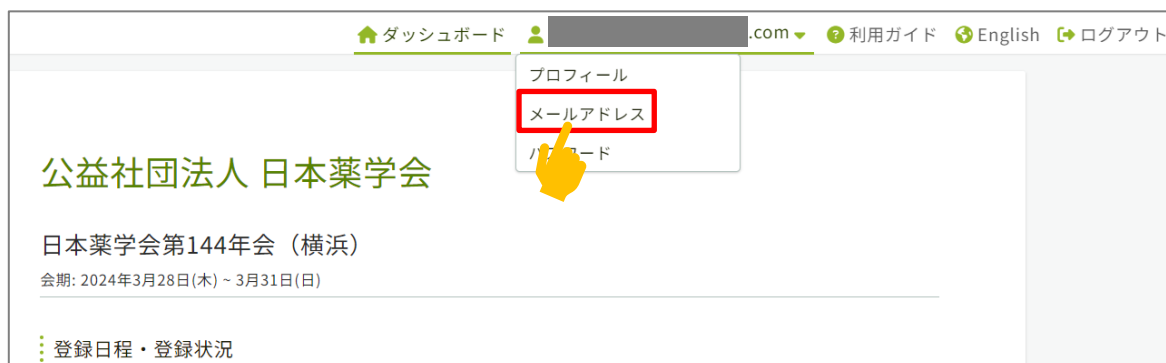 ダッシュボード .com 利用ガイド English ログアウト
プロフィール
メールアドレス
公益社団法人 日本薬学会
日本薬学会第144年会（横浜）
会期: 2024年3月28日(木) ~ 3月31日(日)
登録日程・登録状況